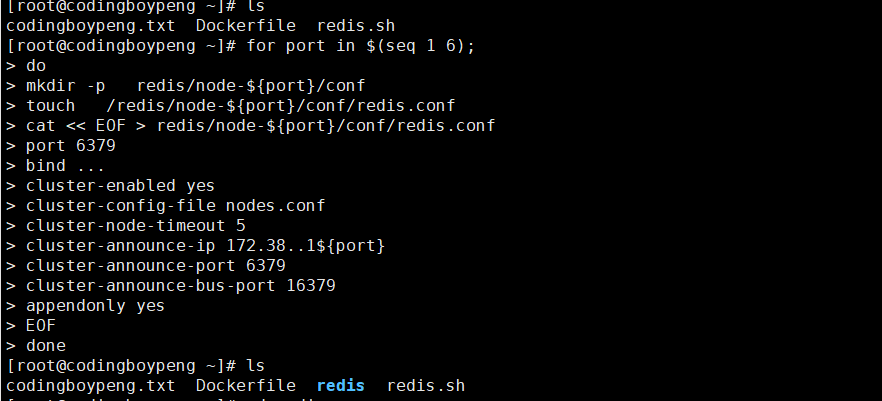 [root@codingboypeng ~]# ls
codingboypeng.txt  Dockerfile  redis.sh
[root@codingboypeng ~]# for port in $(seq 1 6);
> do
> mkdir -p   redis/node-${port}/conf
> touch   /redis/node-${port}/conf/redis.conf
> cat << EOF > redis/node-${port}/conf/redis.conf
> port 6379
> bind ...
> cluster-enabled yes
> cluster-config-file nodes.conf
> cluster-node-timeout 5
> cluster-announce-ip 172.38..1${port}
> cluster-announce-port 6379
> cluster-announce-bus-port 16379
> appendonly yes
> EOF
> done
[root@codingboypeng ~]# ls
codingboypeng.txt  Dockerfile  redis  redis.sh